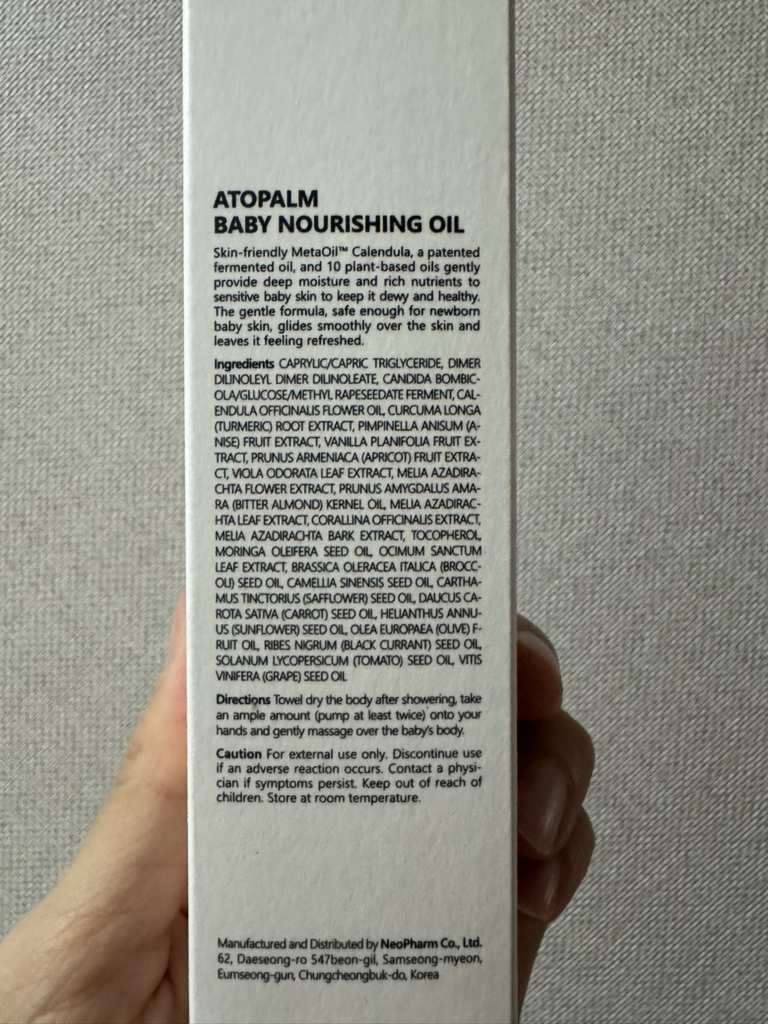 ATOPALM
BABY NOURISHING OIL
Skin-friendly MetaOil™ Calendula, a patented
fermented oil, and 10 plant-based oils gently
provide deep moisture and rich nutrients to
sensitive baby skin to keep it dewy and healthy.
The gentle formula, safe enough for newborn
baby skin, glides smoothly over the skin and
leaves it feeling refreshed.
Ingredients CAPRYLIC/CAPRIC TRIGLYCERIDE, DIMER
DILINOLEYL DIMER DILINOLEATE, CANDIDA BOMBIC-
OLA/GLUCOSE/METHYL RAPESEEDATE FERMENT, CAL-
ENDULA OFFICINALIS FLOWER OIL, CURCUMA LONGA
(TURMERIC) ROOT EXTRACT, PIMPINELLA ANISUM (A-
NISE) FRUIT EXTRACT, VANILLA PLANIFOLIA FRUIT EX-
TRACT, PRUNUS ARMENIACA (APRICOT) FRUIT EXTRA-
CT, VIOLA ODORATA LEAF EXTRACT, MELIA AZADIRA-
CHTA FLOWER EXTRACT, PRUNUS AMYGDALUS AMA-
RA (BITTER ALMOND) KERNEL OIL, MELIA AZADIRAC-
HTA LEAF EXTRACT, CORALLINA OFFICINALIS EXTRACT,
MELIA AZADIRACHTA BARK EXTRACT, TOCOPHEROL,
MORINGA OLEIFERA SEED OIL, OCIMUM SANCTUM
LEAF EXTRACT, BRASSICA OLERACEA ITALICA (BROCC-
OLI) SEED OIL, CAMELLIA SINENSIS SEED OIL, CARTHA-
MUS TINCTORIUS (SAFFLOWER) SEED OIL, DAUCUS CA-
ROTA SATIVA (CARROT) SEED OIL, HELIANTHUS ANNU-
US (SUNFLOWER) SEED OIL, OLEA EUROPAEA (OLIVE) F-
RUIT OIL, RIBES NIGRUM (BLACK CURRANT) SEED OIL,
SOLANUM LYCOPERSICUM (TOMATO) SEED OIL, VITIS
VINIFERA (GRAPE) SEED OIL
Directions Towel dry the body after showering, take
an ample amount (pump at least twice) onto your
hands and gently massage over the baby's body.
Caution For external use only. Discontinue use
if an adverse reaction occurs. Contact a physi-
cian if symptoms persist. Keep out of reach of
children. Store at room temperature.
Manufactured and Distributed by NeoPharm Co., Ltd.
62, Daeseong-ro 547beon-gil, Samseong-myeon,
Eumseong-gun, Chungcheongbuk-do, Korea